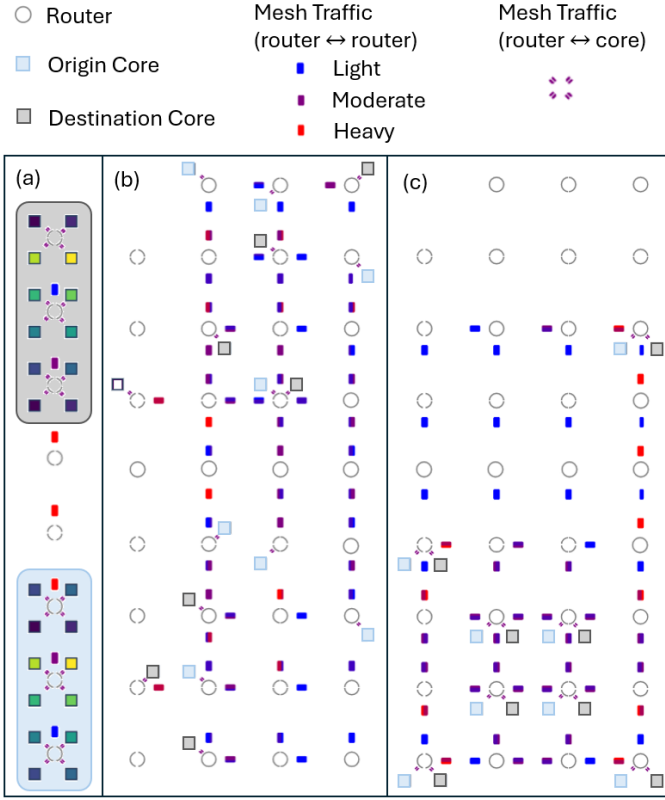 Router
Origin Core
Destination Core
Mesh Traffic
(router ↔ router)
Light
Moderate
Heavy
Mesh Traffic
(router ↔ core)
(a)
(b)
(c)